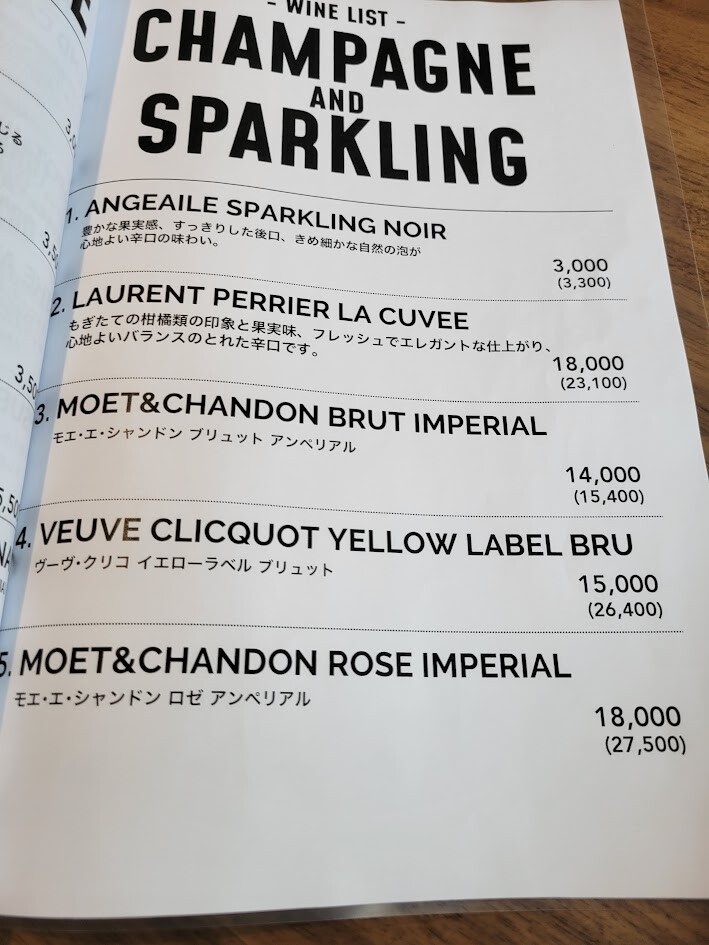 - WINE LIST -
CHAMPAGNE
AND
SPARKLING
1. ANGEAILE SPARKLING NOIR
豊かな果実感、すっきりした後口、きめ細かな自然の泡が
心地よい辛口の味わい。
3,000
(3,300)
2. LAURENT PERRIER LA CUVEE
もぎたての柑橘類の印象と果実味、フレッシュでエレガントな仕上がり、
心地よいバランスのとれた辛口です。
18,000
(23,100)
3. MOET&CHANDON BRUT IMPERIAL
モエ・エ・シャンドン ブリュット アンペリアル
14,000
(15,400)
4. VEUVE CLICQUOT YELLOW LABEL BRU
ヴーヴ・クリコ イエローラベル ブリュット
15,000
(26,400)
5. MOET&CHANDON ROSE IMPERIAL
モエ・エ・シャンドン ロゼ アンペリアル
18,000
(27,500)